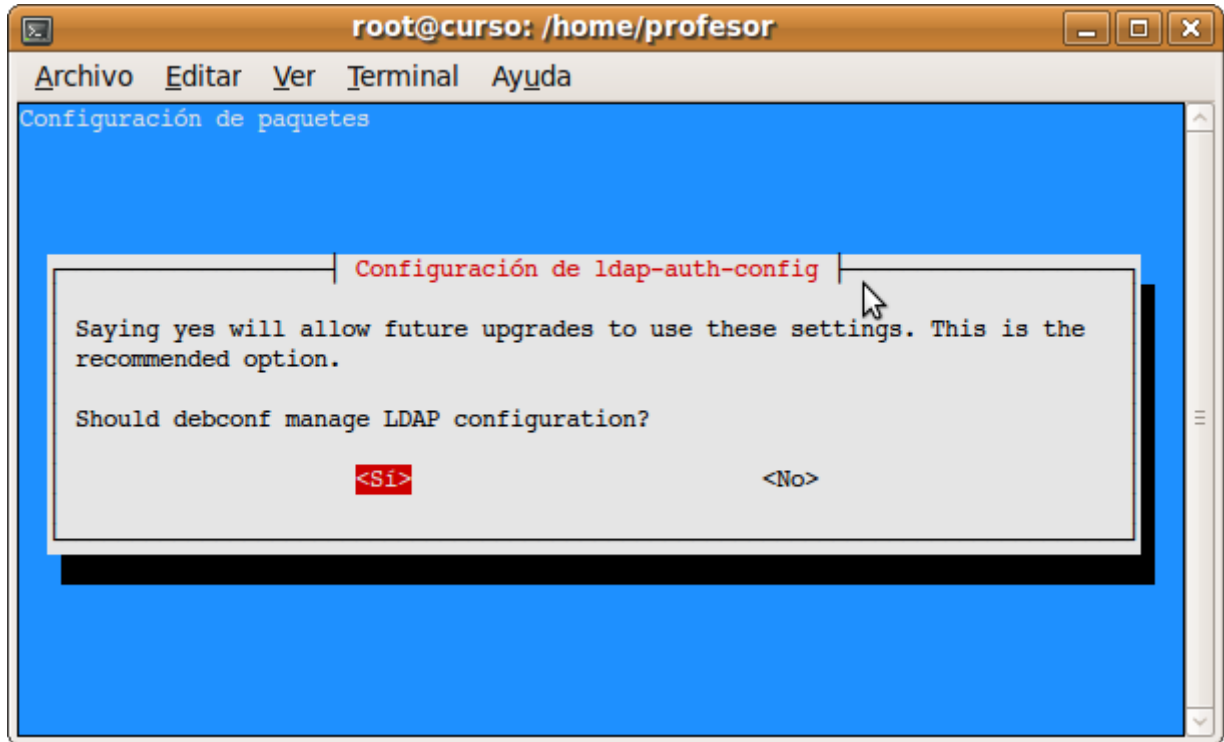 root@curso: /home/profesor
Archivo Editar Ver Terminal Ayuda
Configuración de paquetes
Configuración de ldap-auth-config
Saying yes will allow future upgrades to use these settings. This is the
recommended option.
Should debconf manage LDAP configuration?
<Sí> <No>